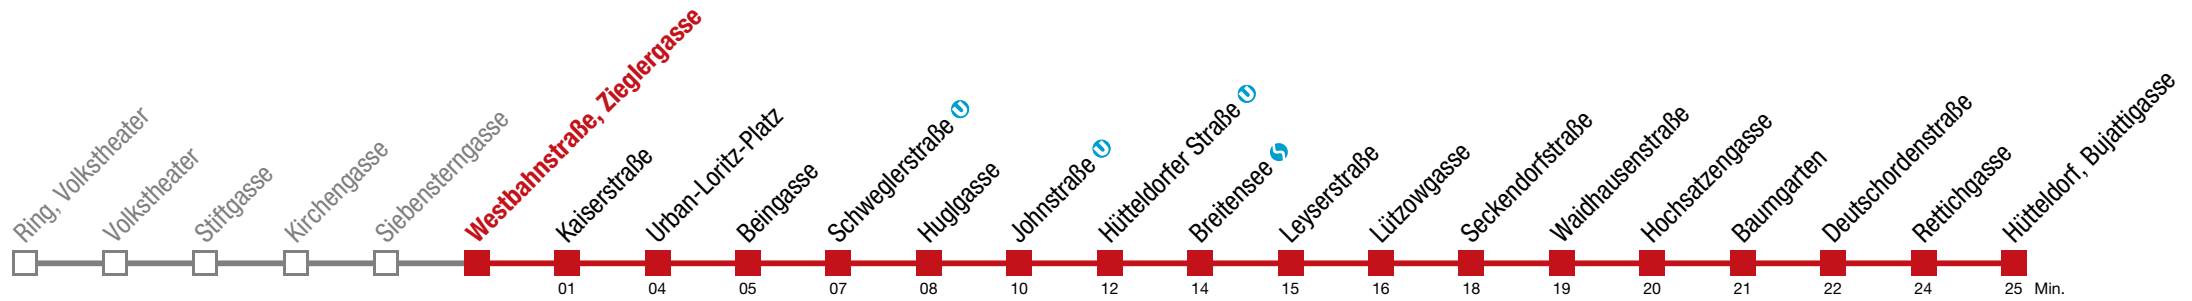 Ring, Volkstheater
Volkstheater
Stiftgasse
Kirchengasse
Siebensterngasse
Westbahnstraße, Zieglergasse
Kaiserstraße
Urban-Loritz-Platz
Beingasse
Schweglerstraße U
Huglgasse
Johnstraße U
Hütteldorfer Straße U
Breitensee S
Leyserstraße
Lützowgasse
Seckendorfstraße
Waidhausenstraße
Hochsatzengasse
Baumgarten
Deutschordenstraße
Rettichgasse
Hütteldorf, Bujattigasse
01 04 05 07 08 10 12 14 15 16 18 19 20 21 22 24 25 Min.